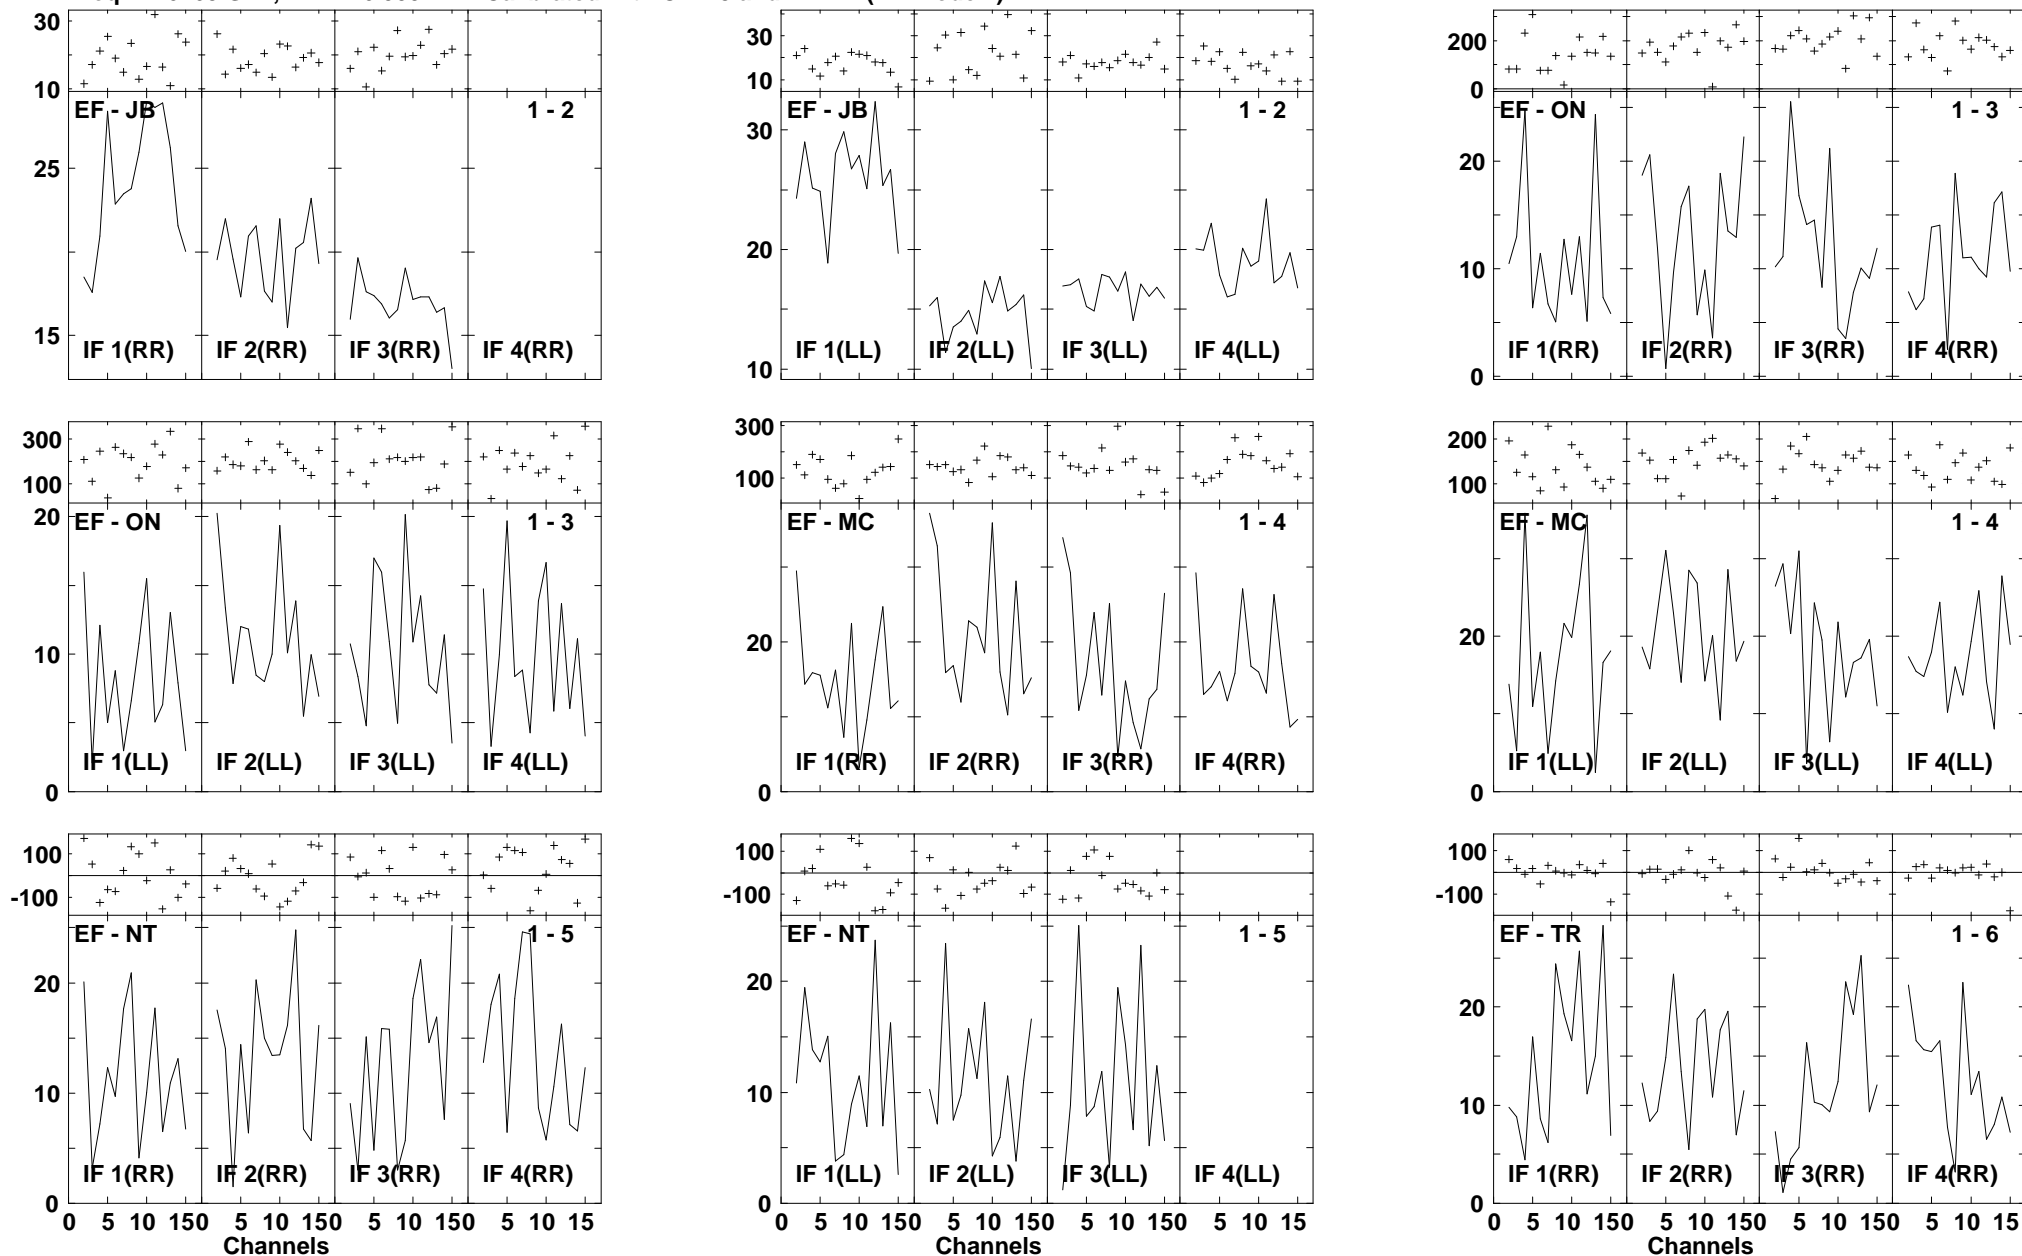 30
10
EF - JB
1 - 2
25
15
IF 1(RR)
IF 2(RR)
IF 3(RR)
IF 4(RR)
30
10
EF - JB
1 - 2
30
20
10
IF 1(LL)
IF 2(LL)
IF 3(LL)
IF 4(LL)
200
0
EF - ON
1 - 3
20
10
0
IF 1(RR)
IF 2(RR)
IF 3(RR)
IF 4(RR)
300
100
EF - ON
1 - 3
20
10
0
IF 1(LL)
IF 2(LL)
IF 3(LL)
IF 4(LL)
300
100
EF - MC
1 - 4
20
0
IF 1(RR)
IF 2(RR)
IF 3(RR)
IF 4(RR)
200
100
EF - MC
1 - 4
20
0
IF 1(LL)
IF 2(LL)
IF 3(LL)
IF 4(LL)
100
-100
EF - NT
1 - 5
20
10
0
IF 1(RR)
IF 2(RR)
IF 3(RR)
IF 4(RR)
0 5 10 150 5 10 150 5 10 150 5 10 15
Channels
100
-100
EF - NT
1 - 5
20
10
0
IF 1(LL)
IF 2(LL)
IF 3(LL)
IF 4(LL)
0 5 10 150 5 10 150 5 10 150 5 10 15
Channels
100
-100
EF - TR
1 - 6
20
10
0
IF 1(RR)
IF 2(RR)
IF 3(RR)
IF 4(RR)
0 5 10 150 5 10 150 5 10 150 5 10 15
Channels